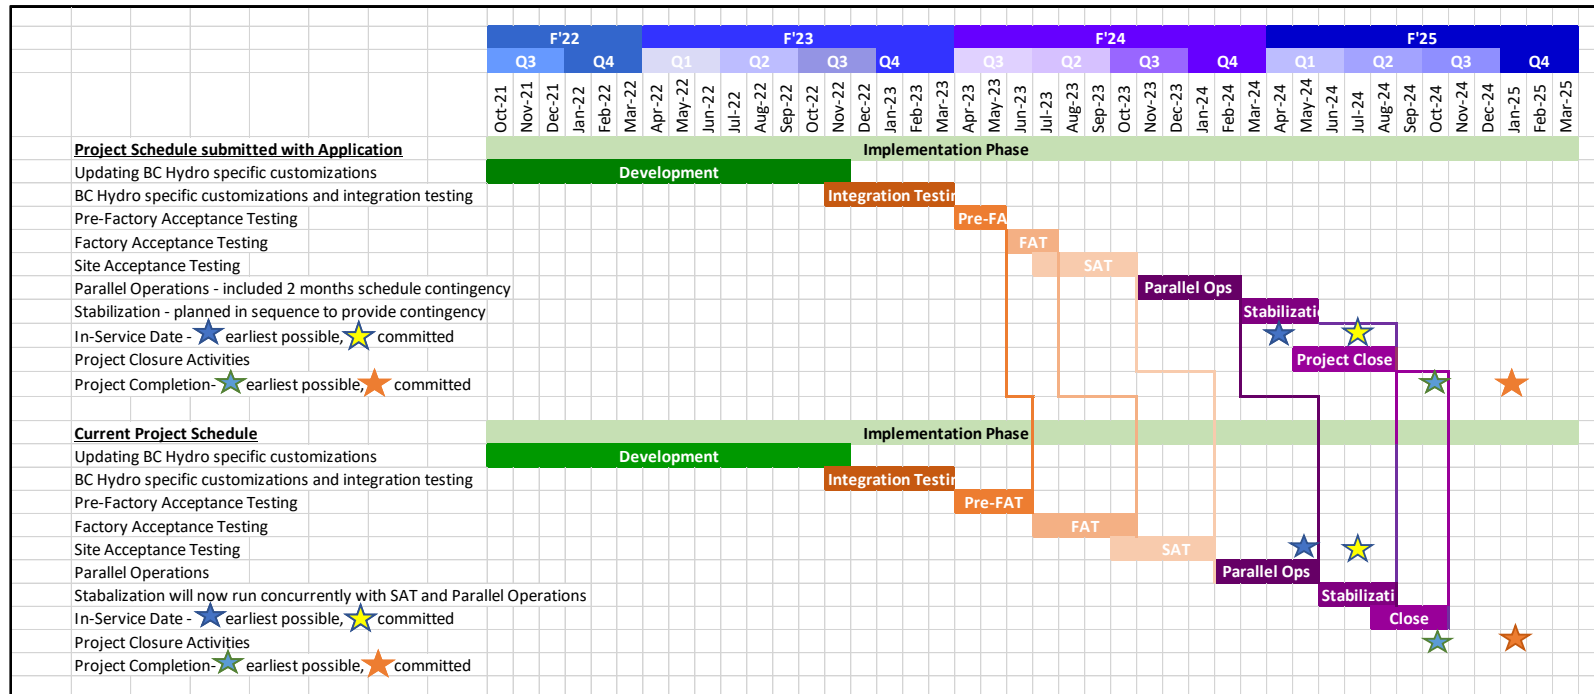 F'22 F'23 F'24 F'25
Q3 Q4 Q1 Q2 Q3 Q4 Q3 Q2 Q3 Q4 Q1 Q2 Q3 Q4
Oct-21 Nov-21 Dec-21 Jan-22 Feb-22 Mar-22 Apr-22 May-22 Jun-22 Jul-22 Aug-22 Sep-22 Oct-22 Nov-22 Dec-22 Jan-23 Feb-23 Mar-23 Apr-23 May-23 Jun-23 Jul-23 Aug-23 Sep-23 Oct-23 Nov-23 Dec-23 Jan-24 Feb-24 Mar-24 Apr-24 May-24 Jun-24 Jul-24 Aug-24 Sep-24 Oct-24 Nov-24 Dec-24 Jan-25 Feb-25 Mar-25
Project Schedule submitted with Application Implementation Phase
Updating BC Hydro specific customizations Development
BC Hydro specific customizations and integration testing Integration Testin
Pre-Factory Acceptance Testing Pre-FA
Factory Acceptance Testing FAT
Site Acceptance Testing SAT
Parallel Operations - included 2 months schedule contingency Parallel Ops
Stabilization - planned in sequence to provide contingency Stabilizati
In-Service Date - earliest possible, committed
Project Closure Activities Project Close
Project Completion- earliest possible, committed
Current Project Schedule Implementation Phase
Updating BC Hydro specific customizations Development
BC Hydro specific customizations and integration testing Integration Testin
Pre-Factory Acceptance Testing Pre-FAT
Factory Acceptance Testing FAT
Site Acceptance Testing SAT
Parallel Operations Parallel Ops
Stabalization will now run concurrently with SAT and Parallel Operations Stabilizati
In-Service Date - earliest possible, committed Close
Project Closure Activities
Project Completion- earliest possible, committed